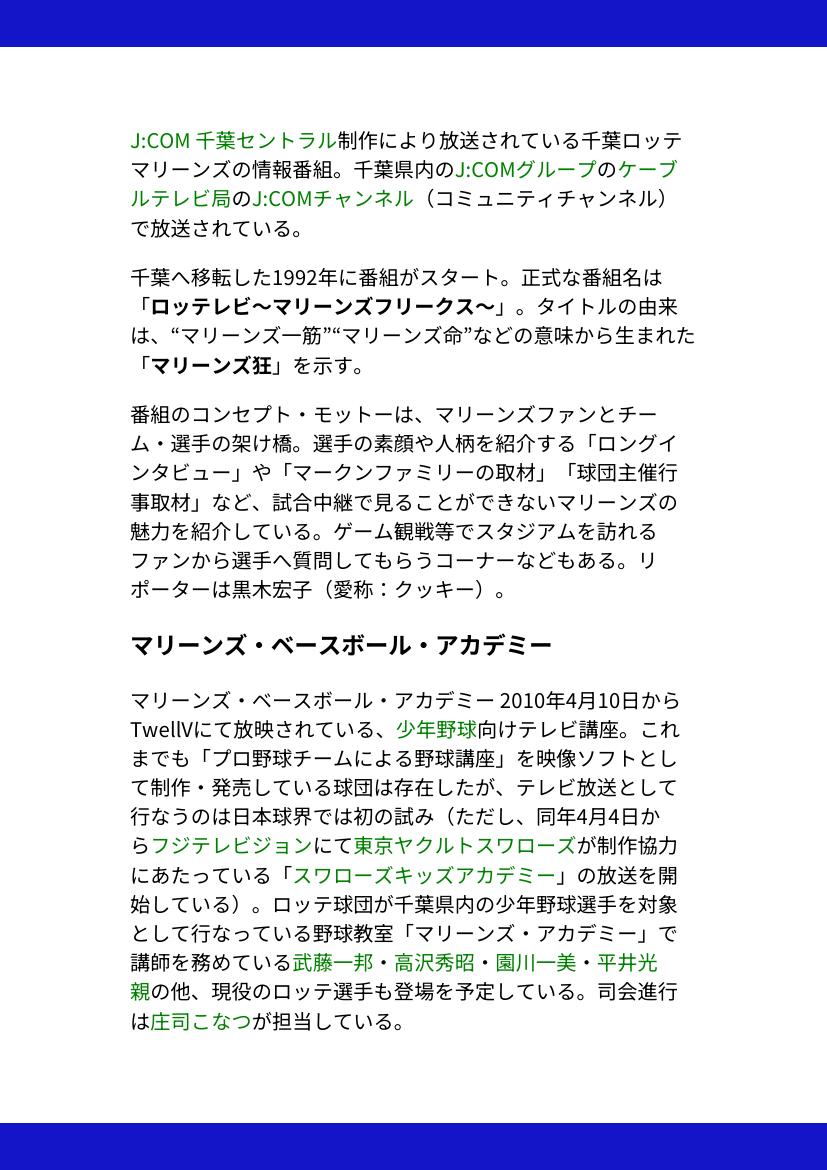 J:COM 千葉セントラル制作により放送されている千葉ロッテ
マリーンズの情報番組。千葉県内のJ:COMグループのケーブ
ルテレビ局のJ:COMチャンネル（コミュニティチャンネル）
で放送されている。
千葉へ移転した1992年に番組がスタート。正式な番組名は
「ロッテレビ〜マリーンズフリークス〜」。タイトルの由来
は、“マリーンズ一筋”“マリーンズ命”などの意味から生まれた
「マリーンズ狂」を示す。
番組のコンセプト・モットーは、マリーンズファンとチー
ム・選手の架け橋。選手の素顔や人柄を紹介する「ロングイ
ンタビュー」や「マークンファミリーの取材」「球団主催行
事取材」など、試合中継で見ることができないマリーンズの
魅力を紹介している。ゲーム観戦等でスタジアムを訪れる
ファンから選手へ質問してもらうコーナーなどもある。リ
ポーターは黒木宏子（愛称：クッキー）。
マリーンズ・ベースボール・アカデミー
マリーンズ・ベースボール・アカデミー 2010年4月10日から
TwellVにて放映されている、少年野球向けテレビ講座。これ
までも「プロ野球チームによる野球講座」を映像ソフトとし
て制作・発売している球団は存在したが、テレビ放送として
行なうのは日本球界では初の試み（ただし、同年4月4日か
らフジテレビジョンにて東京ヤクルトスワローズが制作協力
にあたっている「スワローズキッズアカデミー」の放送を開
始している）。ロッテ球団が千葉県内の少年野球選手を対象
として行なっている野球教室「マリーンズ・アカデミー」で
講師を務めている武藤一邦・高沢秀昭・園川一美・平井光
親の他、現役のロッテ選手も登場を予定している。司会進行
は庄司こなつが担当している。